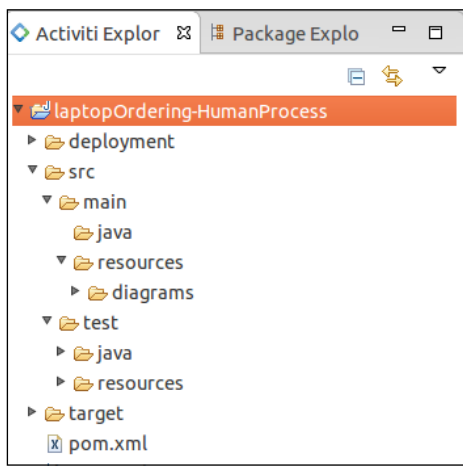 Activiti Explor Package Explo
laptopOrdering-HumanProcess
deployment
src
main
java
resources
diagrams
test
java
resources
target
pom.xml